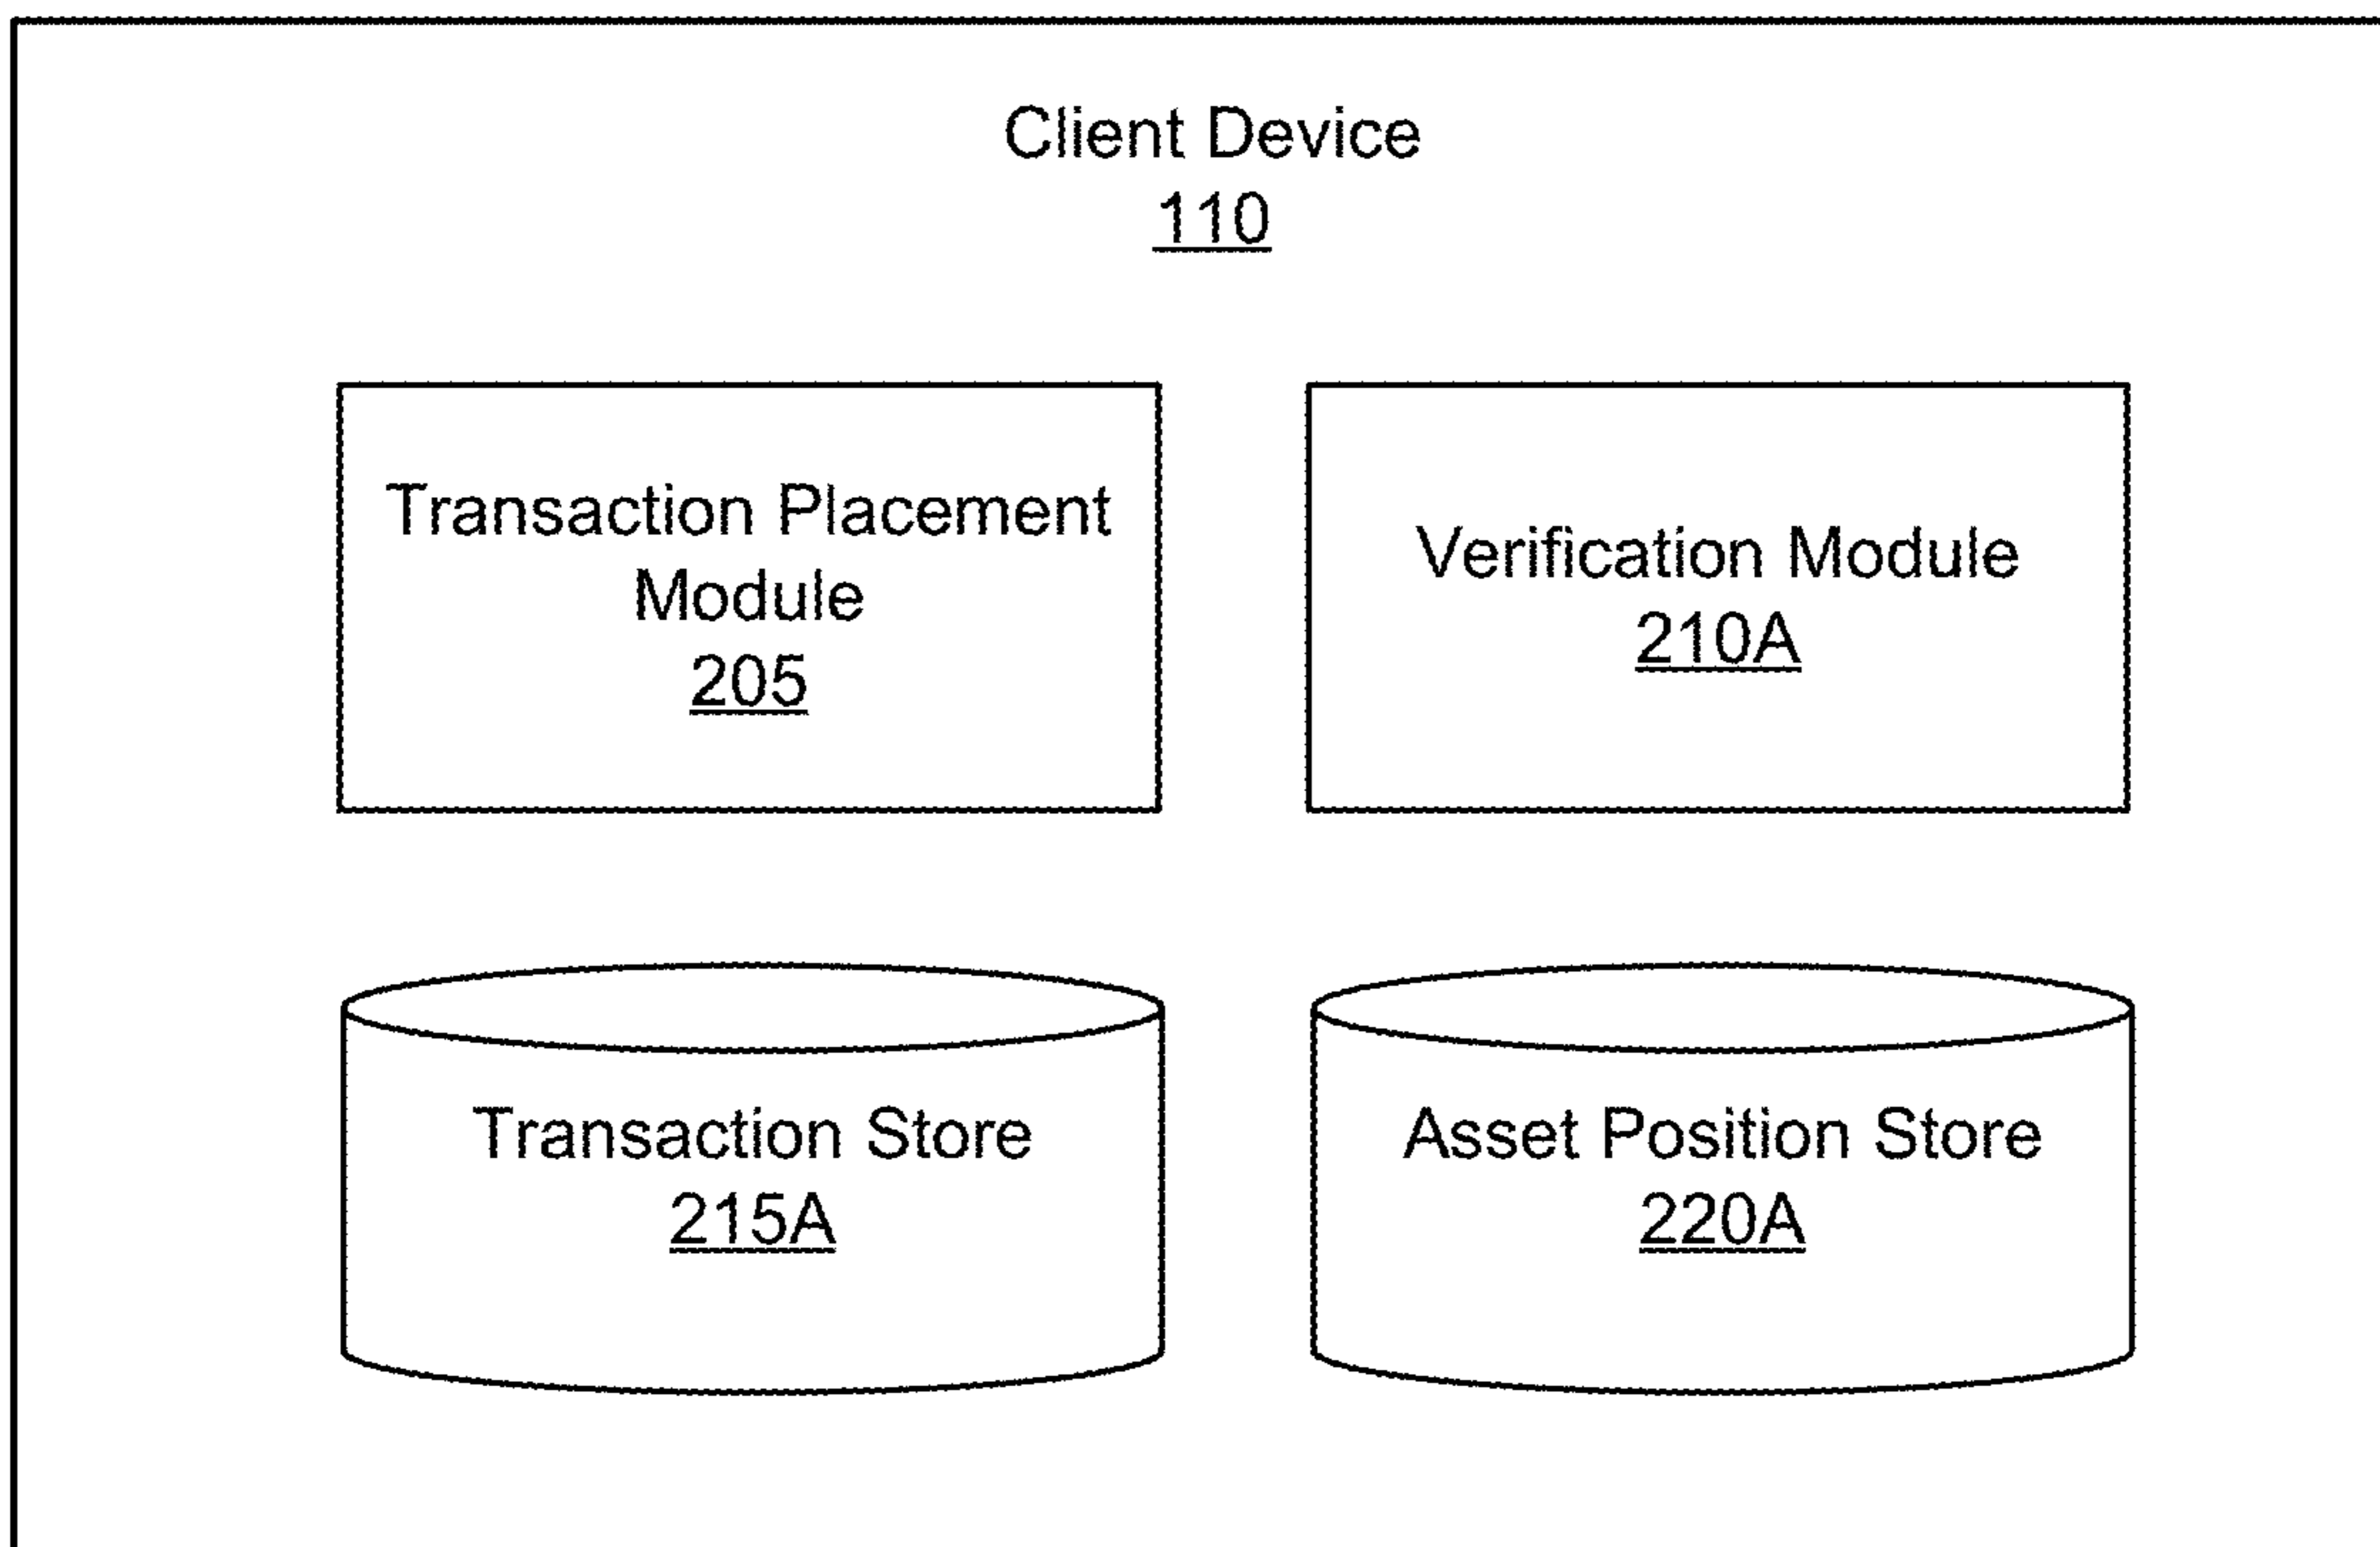 Client Device
110
Transaction Placement
Module
205
Verification Module
210A
Transaction Store
215A
Asset Position Store
220A